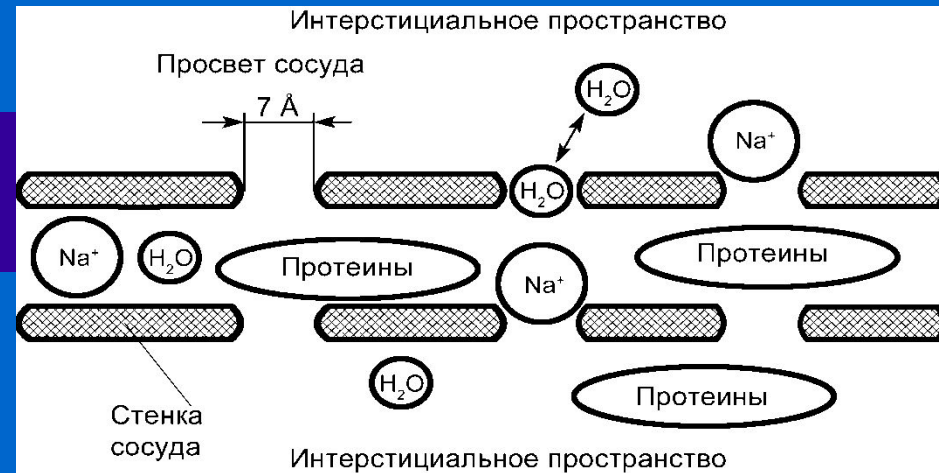 Интерстициальное пространство
Просвет сосуда
7 Å
H₂O
Na⁺
H₂O
Na⁺
H₂O
Протеины
Na⁺
Протеины
H₂O
Протеины
Стенка
сосуда
Интерстициальное пространство